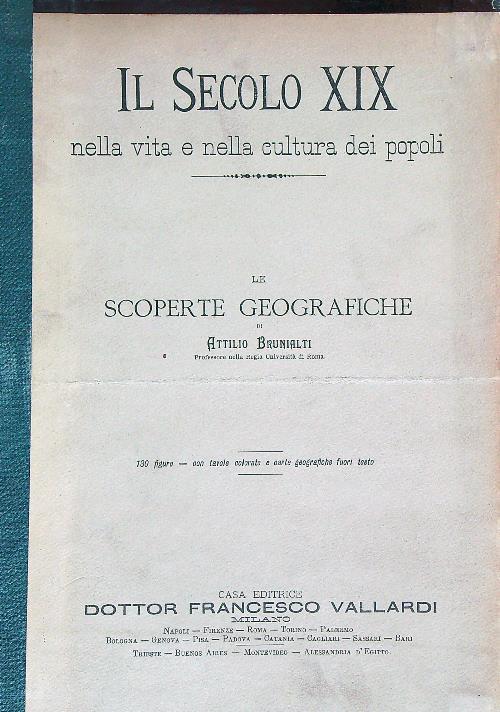 IL SECOLO XIX
nella vita e nella cultura dei popoli
LE
SCOPERTE GEOGRAFICHE
DI
ATTILIO BRUNIALTI
Professore nella Regia Università di Roma
130 figure — con tavole colorate e carte geografiche fuori testo
CASA EDITRICE
DOTTOR FRANCESCO VALLARDI
MILANO
NAPOLI — FIRENZE — ROMA — TORINO — PALERMO
BOLOGNA — GENOVA — PISA — PADOVA — CATANIA — CAGLIARI — SASSARI — BARI
TRIESTE — BUENOS AIRES — MONTEVIDEO — ALESSANDRIA D'EGITTO.